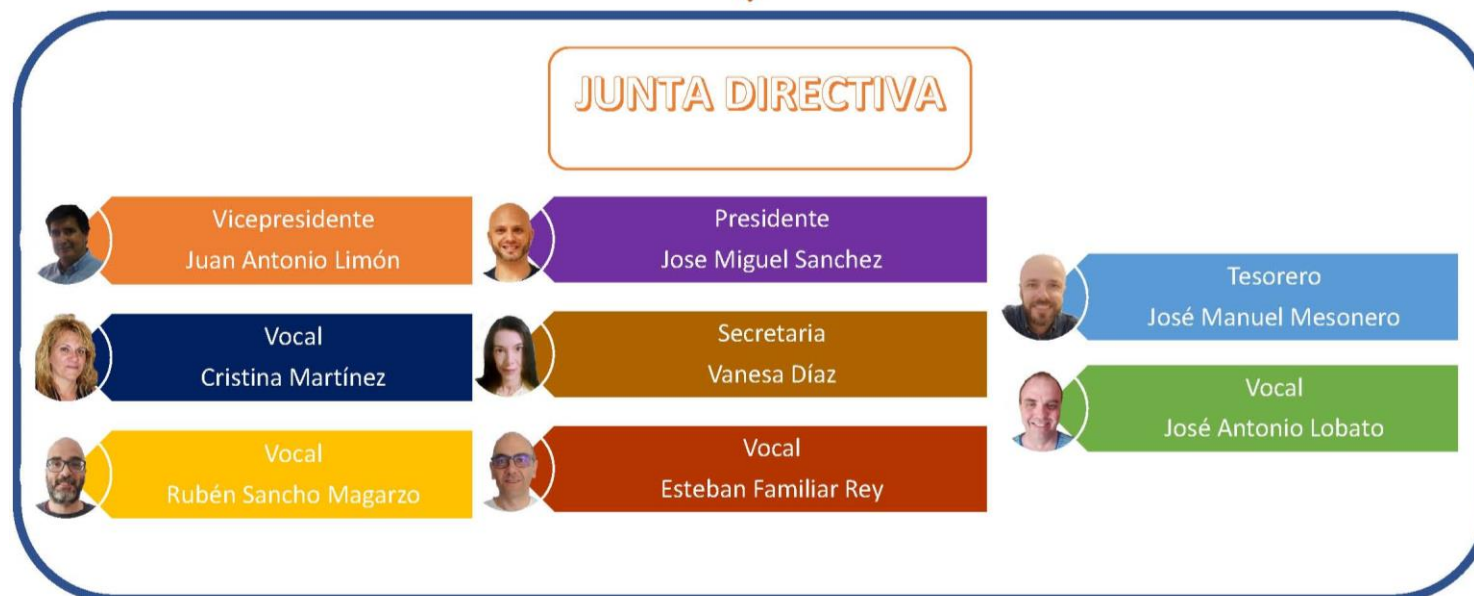 JUNTA DIRECTIVA
Vicepresidente
Juan Antonio Limón
Presidente
Jose Miguel Sanchez
Tesorero
José Manuel Mesonero
Vocal
Cristina Martínez
Secretaria
Vanesa Díaz
Vocal
José Antonio Lobato
Vocal
Rubén Sancho Magarzo
Vocal
Esteban Familiar Rey